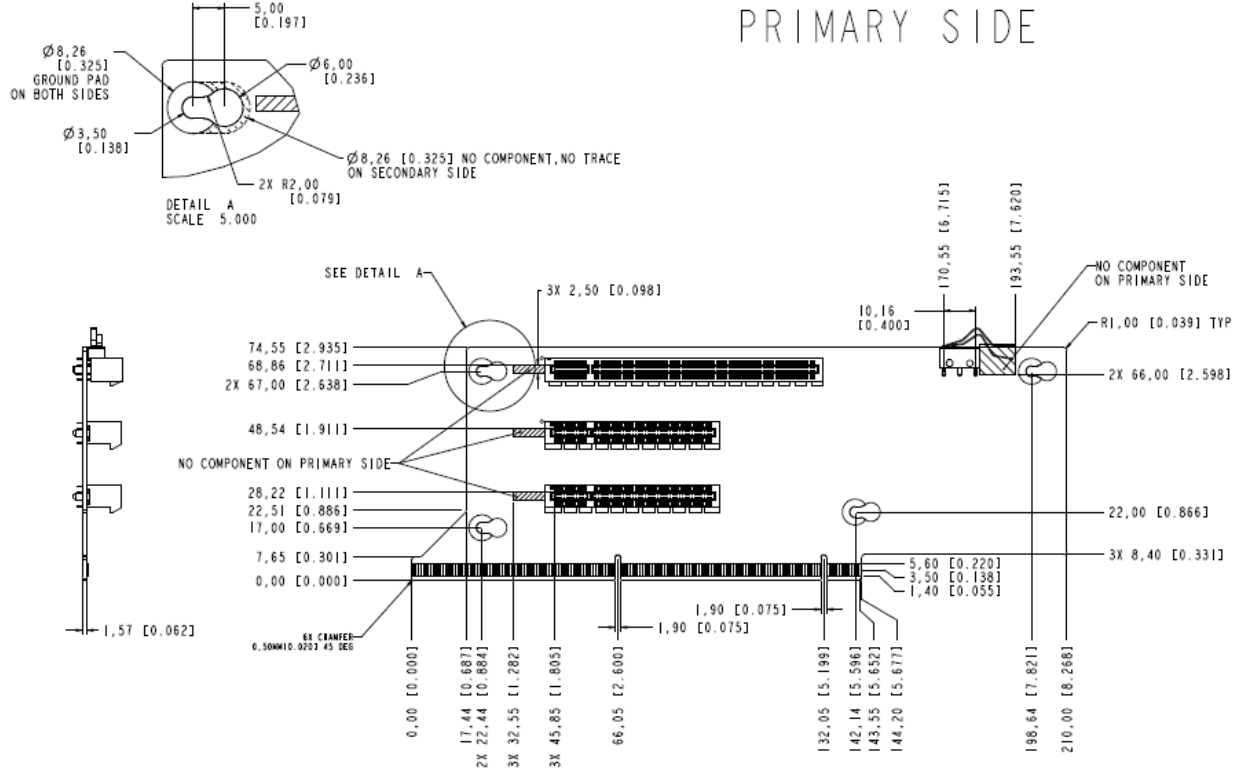 PRIMARY SIDE
5,00
[0.197]
Ø8,26
[0.325]
GROUND PAD
ON BOTH SIDES
Ø6,00
[0.236]
Ø3,50
[0.138]
Ø8,26 [0.325] NO COMPONENT,NO TRACE
ON SECONDARY SIDE
2X R2,00
[0.079]
DETAIL A
SCALE 5.000
SEE DETAIL A
3X 2,50 [0.098]
170,55 [6.715]
193,55 [7.620]
NO COMPONENT
ON PRIMARY SIDE
10,16
[0.400]
R1,00 [0.039] TYP
74,55 [2.935]
68,86 [2.711]
2X 67,00 [2.638]
2X 66,00 [2.598]
48,54 [1.911]
NO COMPONENT ON PRIMARY SIDE
28,22 [1.111]
22,51 [0.886]
17,00 [0.669]
22,00 [0.866]
7,65 [0.301]
0,00 [0.000]
3X 8,40 [0.331]
5,60 [0.220]
3,50 [0.138]
1,40 [0.055]
1,90 [0.075]
1,90 [0.075]
1,57 [0.062]
6X CHAMFER
0,50MM[0.020] 45 DEG
0,00 [0.000]
17,44 [0.687]
2X 22,44 [0.884]
3X 32,55 [1.282]
3X 45,85 [1.805]
66,05 [2.600]
132,05 [5.199]
142,14 [5.596]
143,55 [5.652]
144,20 [5.677]
198,64 [7.821]
210,00 [8.268]